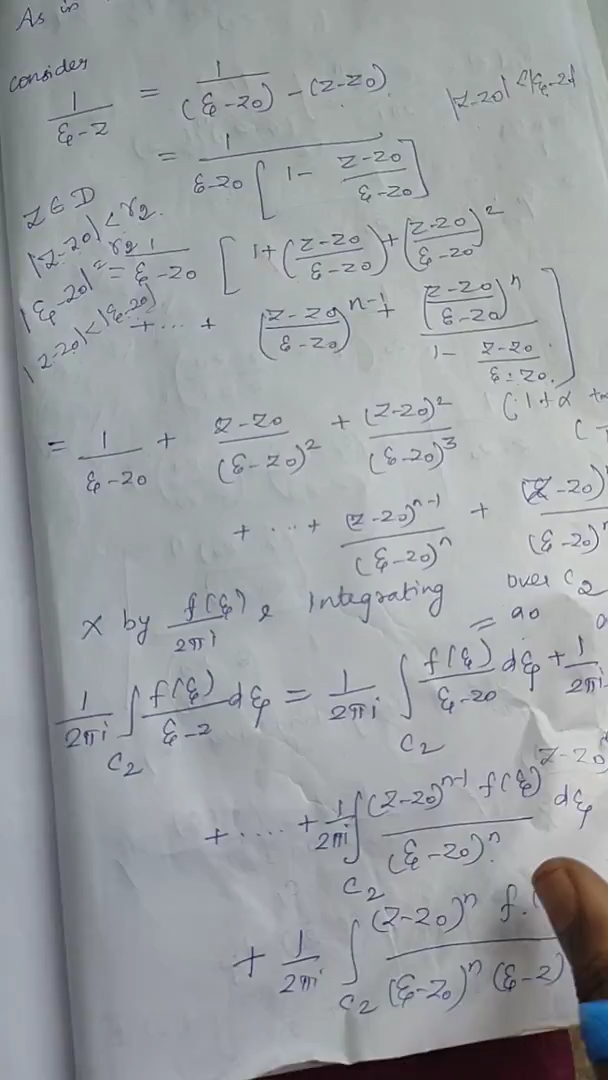 As in
consider
1/(ξ-z) = 1/((ξ-z0) - (z-z0))
= 1/(ξ-z0 [1 - (z-z0)/(ξ-z0)])
z∈D
|z-z0| < r2.
|ξ-z0| = r2
|z-z0| < |ξ-z0|
= 1/(ξ-z0) [1 + ((z-z0)/(ξ-z0)) + ((z-z0)/(ξ-z0))^2
+ ... + ((z-z0)/(ξ-z0))^(n-1) + ((z-z0)/(ξ-z0))^n / (1 - (z-z0)/(ξ-z0))]
= 1/(ξ-z0) + (z-z0)/(ξ-z0)^2 + (z-z0)^2/(ξ-z0)^3
+ ... + (z-z0)^(n-1)/(ξ-z0)^n +
x by f(ξ)/2πi & Integrating over C2
= a0
1/2πi ∫C2 f(ξ)/(ξ-z) dξ = 1/2πi ∫C2 f(ξ)/(ξ-z0) dξ + 1/2πi
+ .... + 1/2πi ∫C2 (z-z0)^(n-1) f(ξ)/(ξ-z0)^n dξ
+ 1/2πi ∫C2 (z-z0)^n f. /(ξ-z0)^n (ξ-z)